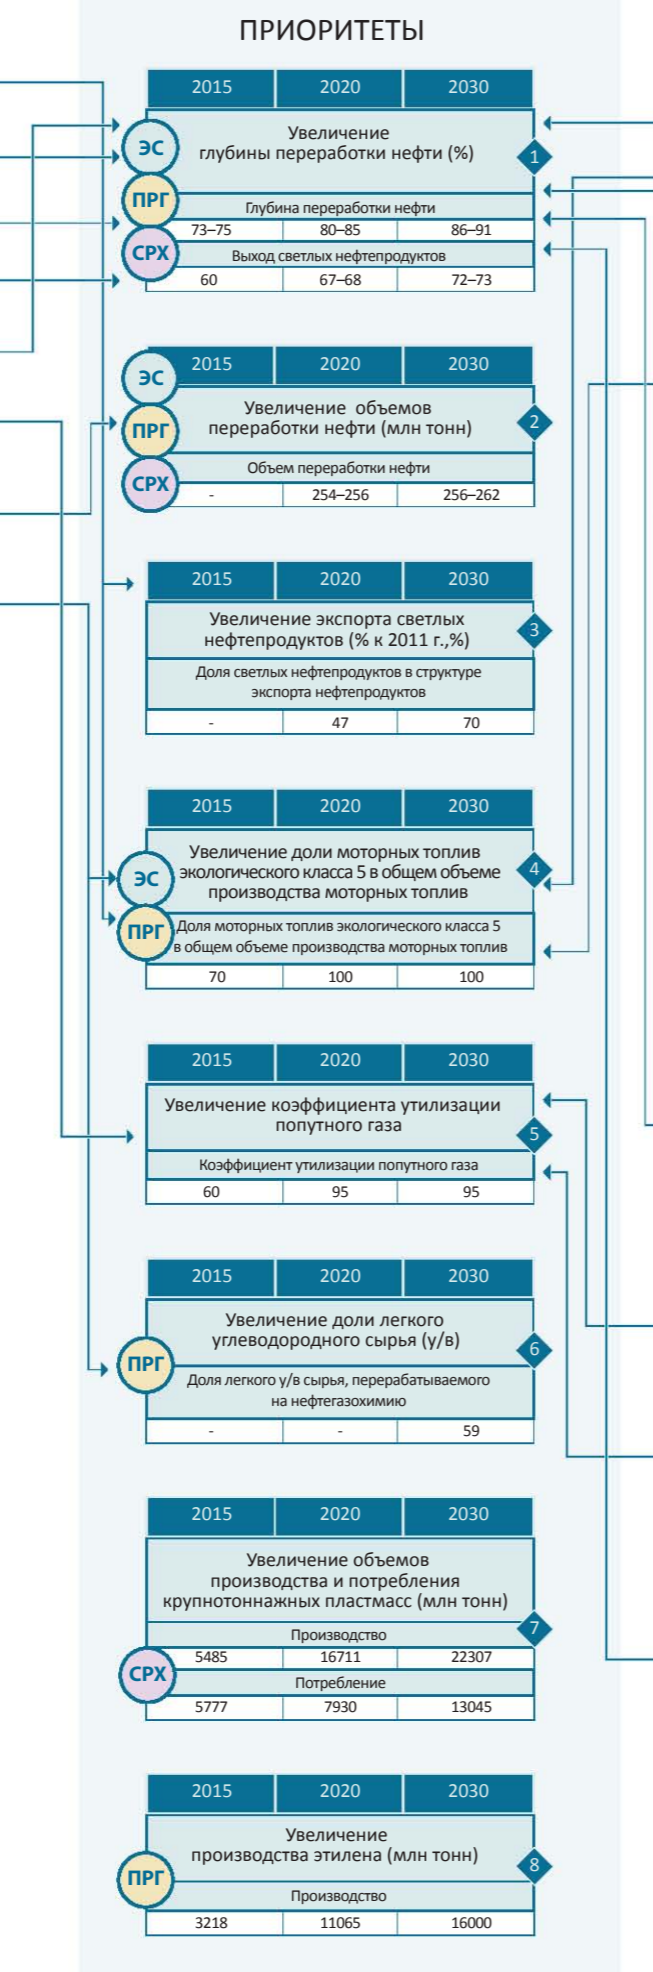 ПРИОРИТЕТЫ
2015 2020 2030
ЭС
Увеличение
глубины переработки нефти (%)
1
ПРГ
Глубина переработки нефти
73–75 80–85 86–91
СРХ
Выход светлых нефтепродуктов
60 67–68 72–73
2015 2020 2030
ЭС
Увеличение объемов
переработки нефти (млн тонн)
2
ПРГ
Объем переработки нефти
СРХ
- 254–256 256–262
2015 2020 2030
Увеличение экспорта светлых
нефтепродуктов (% к 2011 г.,%)
3
Доля светлых нефтепродуктов в структуре
экспорта нефтепродуктов
- 47 70
2015 2020 2030
Увеличение доли моторных топлив
экологического класса 5 в общем объеме
производства моторных топлив
4
ЭС
ПРГ
Доля моторных топлив экологического класса 5
в общем объеме производства моторных топлив
70 100 100
2015 2020 2030
Увеличение коэффициента утилизации
попутного газа
5
Коэффициент утилизации попутного газа
60 95 95
2015 2020 2030
Увеличение доли легкого
углеводородного сырья (у/в)
6
ПРГ
Доля легкого у/в сырья, перерабатываемого
на нефтегазохимию
- - 59
2015 2020 2030
Увеличение объемов
производства и потребления
крупнотоннажных пластмасс (млн тонн)
7
Производство
5485 16711 22307
СРХ
Потребление
5777 7930 13045
2015 2020 2030
Увеличение
производства этилена (млн тонн)
8
ПРГ
Производство
3218 11065 16000